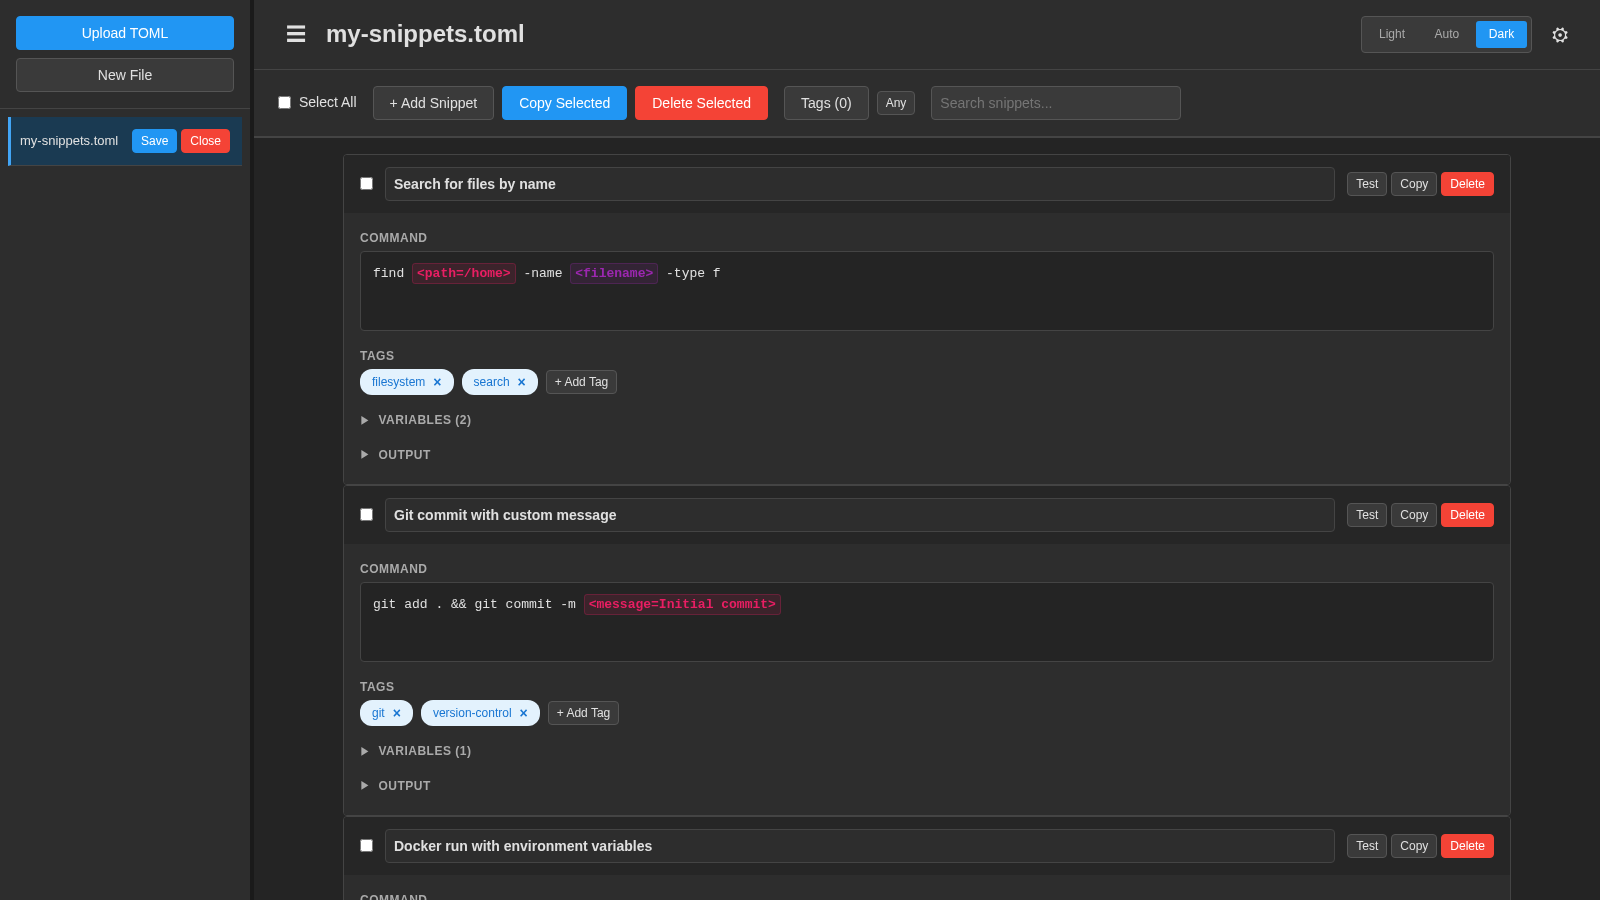 Upload TOML
New File
my-snippets.toml Save Close
☰ my-snippets.toml Light Auto Dark ⚙
Select All + Add Snippet Copy Selected Delete Selected Tags (0) Any Search snippets...
Search for files by name Test Copy Delete
COMMAND
find <path=/home> -name <filename> -type f
TAGS
filesystem × search × + Add Tag
▶ VARIABLES (2)
▶ OUTPUT
Git commit with custom message Test Copy Delete
COMMAND
git add . && git commit -m <message=Initial commit>
TAGS
git × version-control × + Add Tag
▶ VARIABLES (1)
▶ OUTPUT
Docker run with environment variables Test Copy Delete
COMMAND